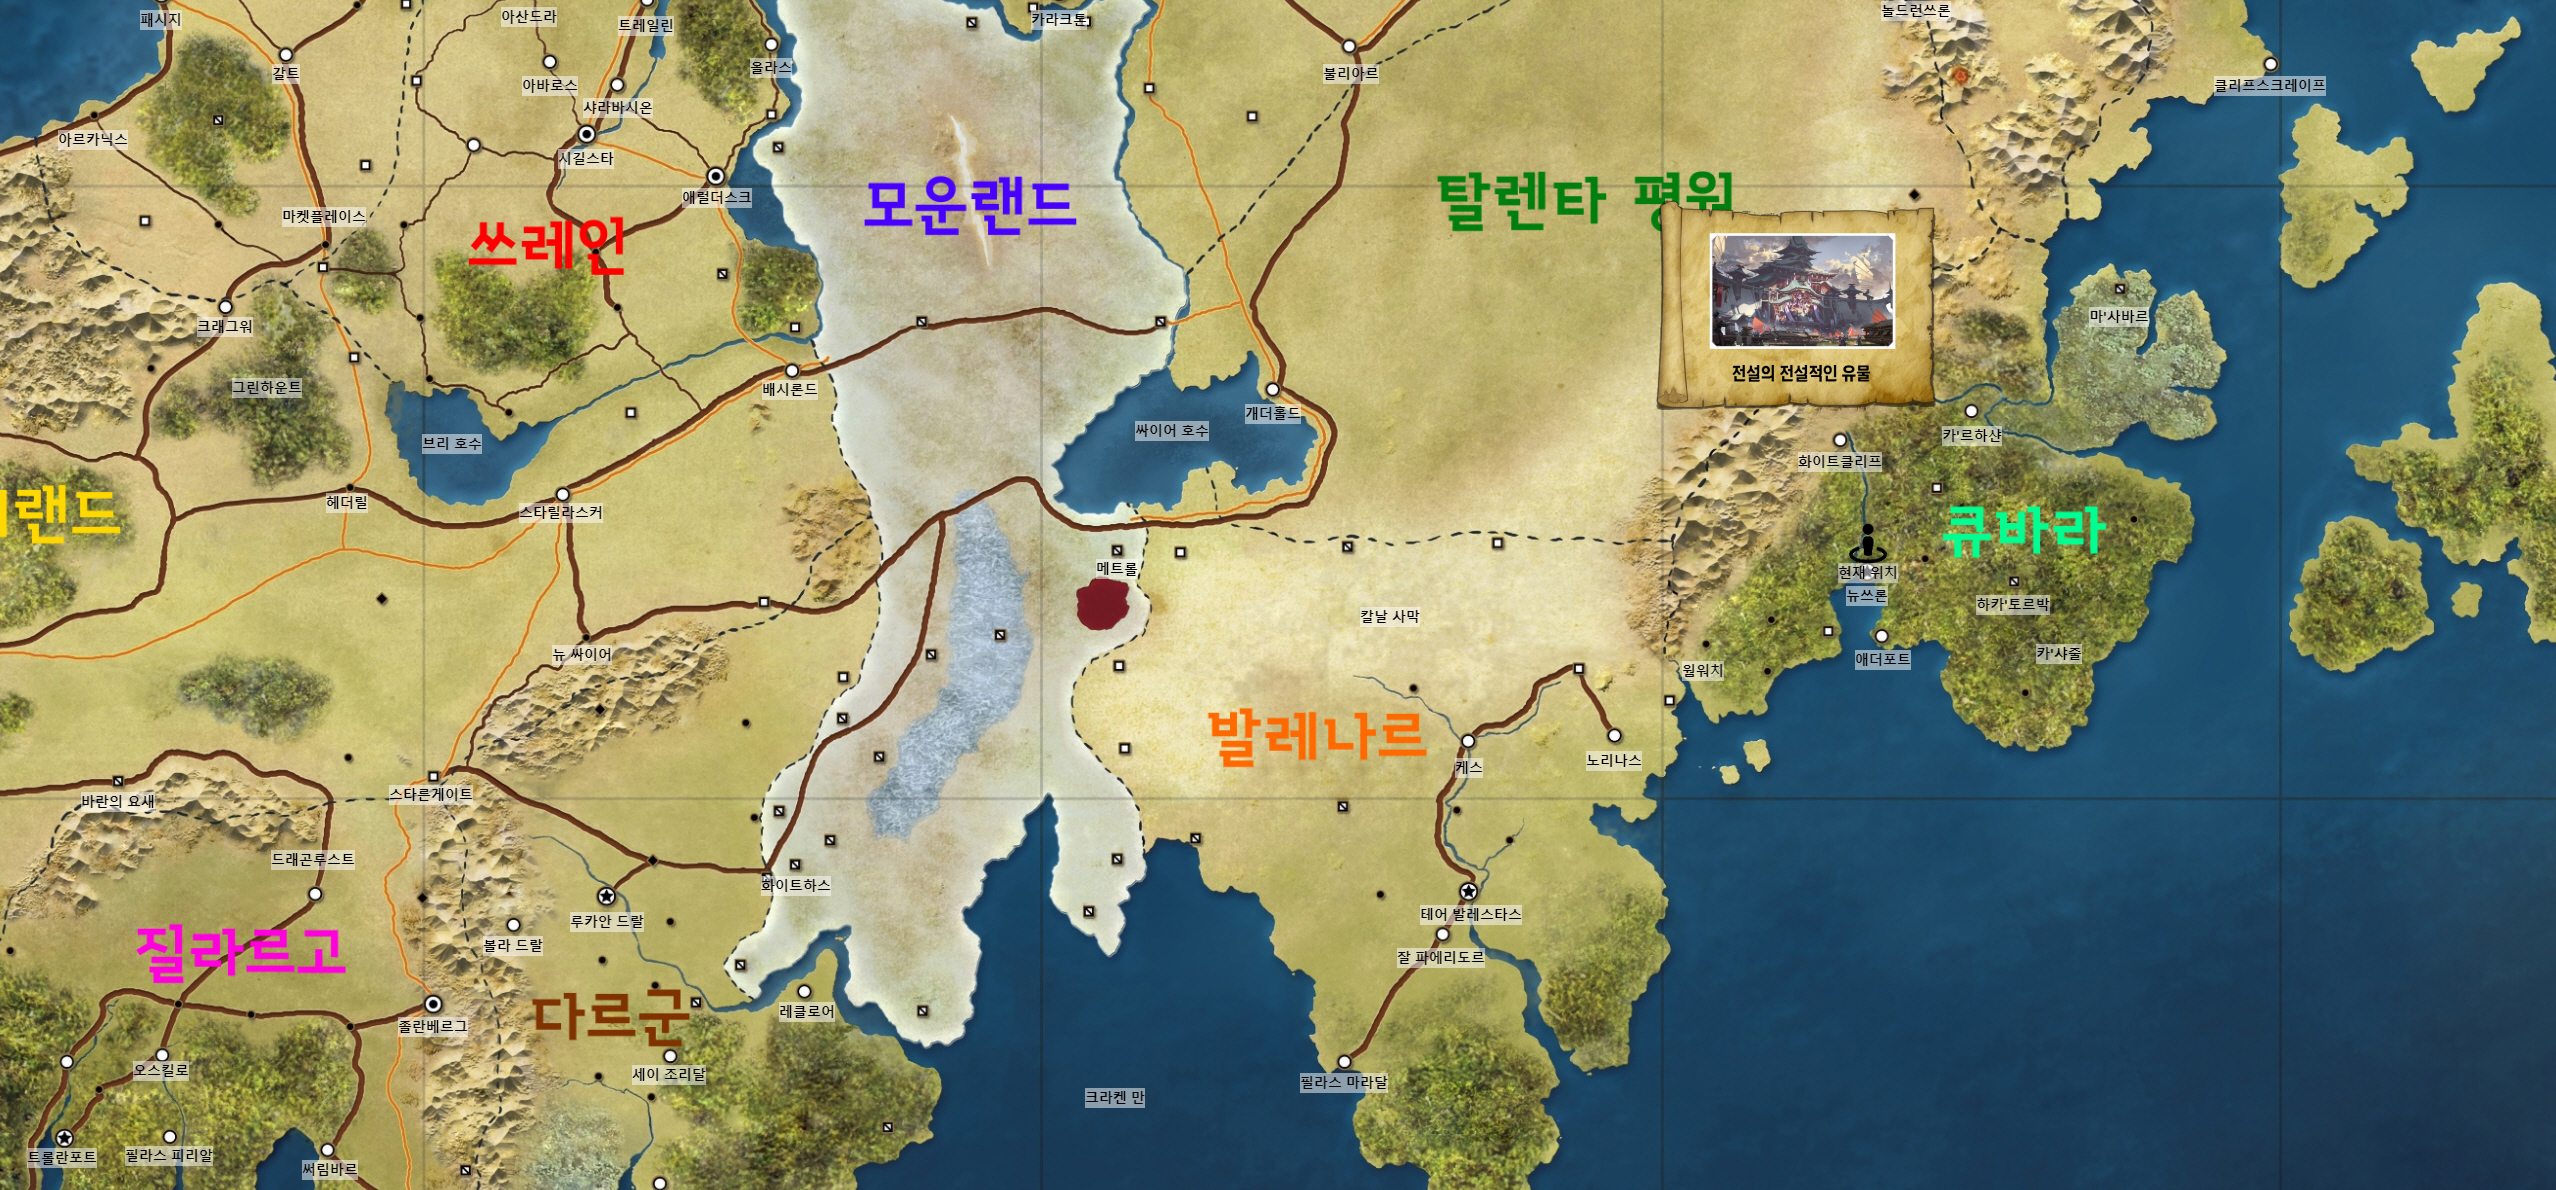 패시지
아산드라
트레일린
카라크톤
놀드런쓰론
갈트
아바로스
올라스
불리아르
클리프스크레이프
샤라바시온
아르카닉스
시길스타
애럴더스크
모운랜드
탈렌타 평원
마켓플레이스
쓰레인
크래그워
마'사바르
전설의 전설적인 유물
그린하운트
배시론드
개더홀드
브리 호수
싸이어 호수
카'르하샨
화이트클리프
헤더릴
랜드
스타릴라스커
큐바라
메트롤
현재 위치
뉴쓰론
하카'토르박
칼날 사막
뉴 싸이어
애더포트
카'샤줄
월워치
발레나르
케스
노리나스
바란의 요새
스타른게이트
드래곤루스트
화이트하스
루카안 드랄
테어 발레스타스
질라르고
볼라 드랄
잘 파에리도르
다르군
레클로어
졸란베르그
오스킬로
세이 조리달
필라스 마라달
크라켄 만
트롤란포트
필라스 피리알
써림바르